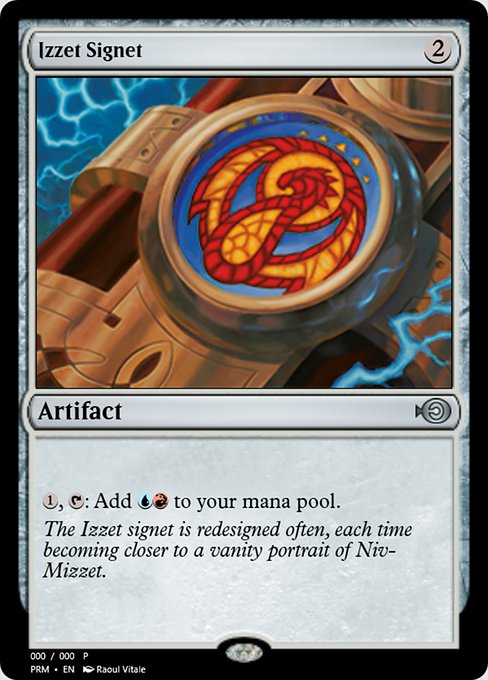 Izzet Signet 2
Artifact
1, : Add to your mana pool.
The Izzet signet is redesigned often, each time
becoming closer to a vanity portrait of Niv-
Mizzet.
000 / 000 P
PRM • EN Raoul Vitale